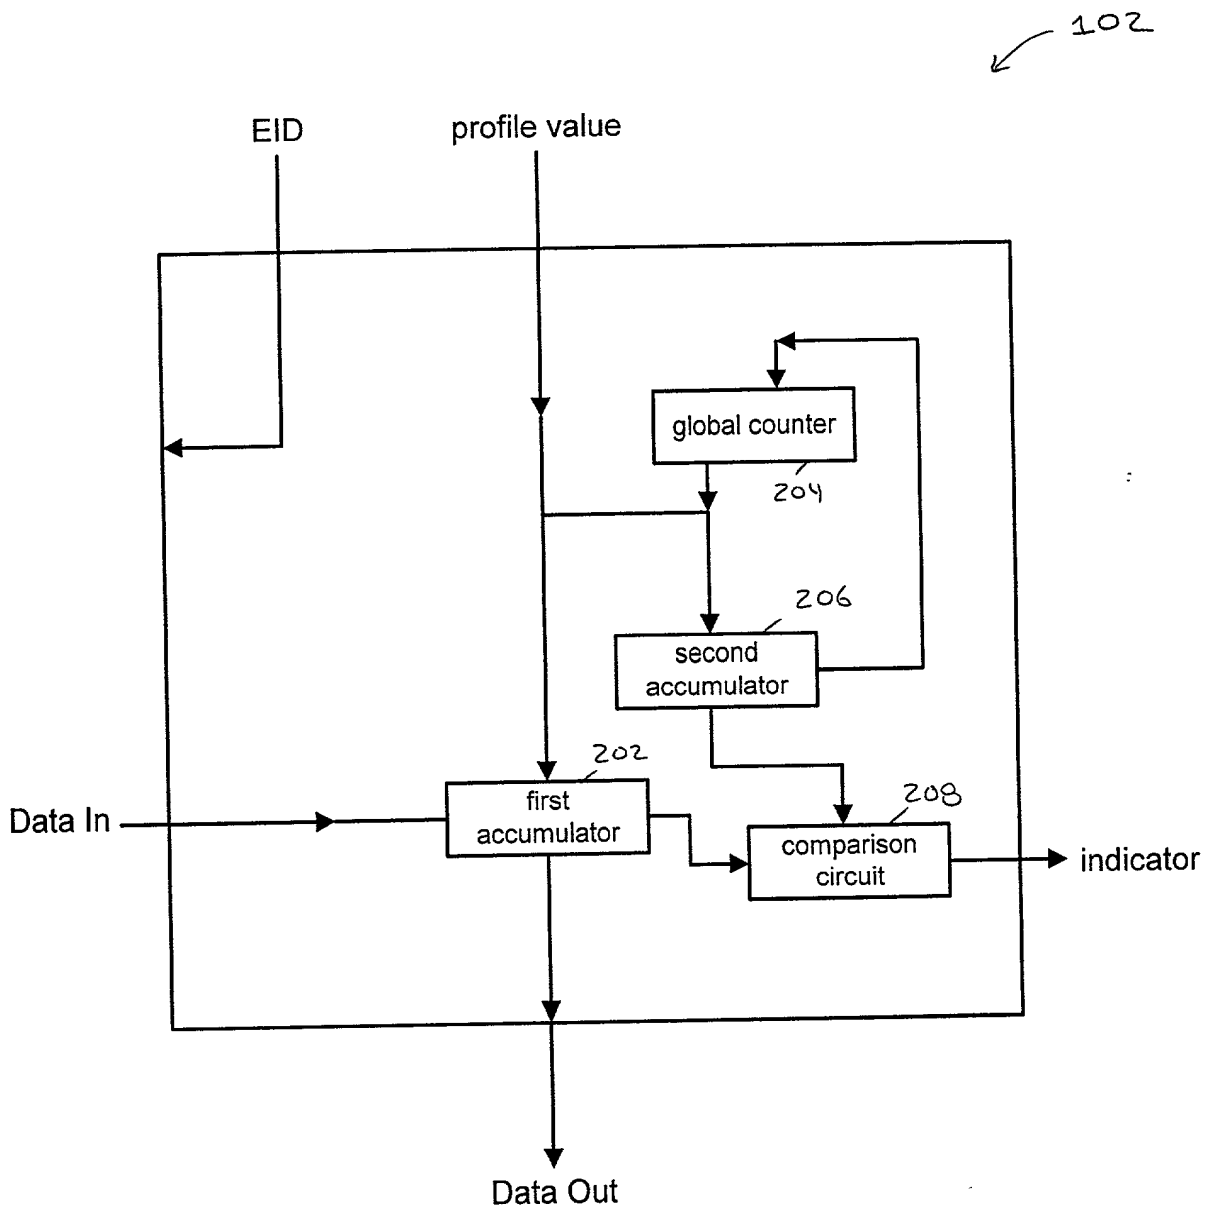 102
EID
profile value
global counter
204
206
second
accumulator
202
first
accumulator
Data In
208
comparison
circuit
indicator
Data Out